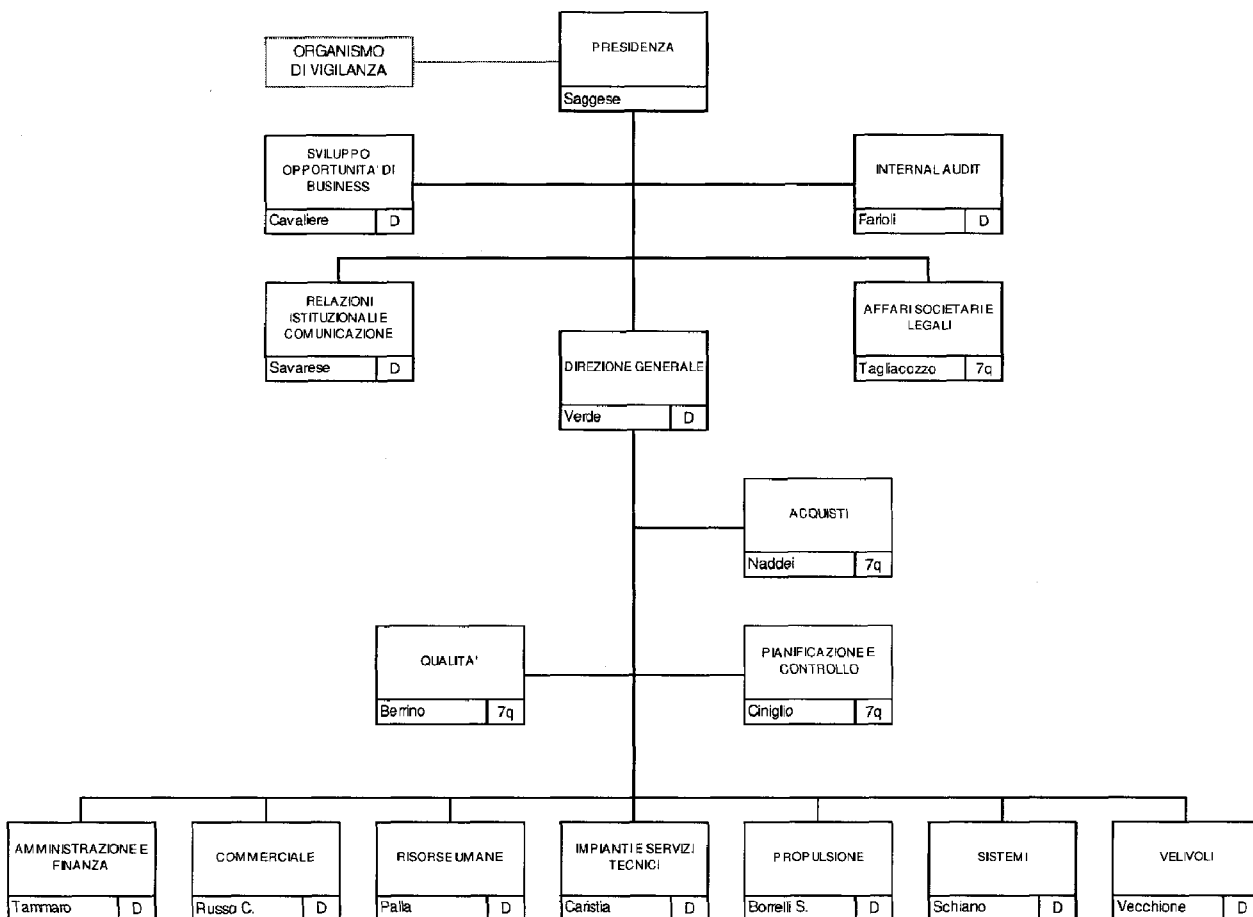 ORGANISMO
DI VIGILANZA
PRESIDENZA
Saggese
SVILUPPO
OPPORTUNITA' DI
BUSINESS
Cavaliere D
INTERNAL AUDIT
Farioli D
RELAZIONI
ISTITUZIONALI E
COMUNICAZIONE
Savarese D
DIREZIONE GENERALE
Verde D
AFFARI SOCIETARI E
LEGALI
Tagliacozzo 7q
ACQUISTI
Naddei 7q
QUALITA'
Berrino 7q
PIANIFICAZIONE E
CONTROLLO
Ciniglio 7q
AMMINISTRAZIONE E
FINANZA
Tammaro D
COMMERCIALE
Russo C. D
RISORSE UMANE
Palla D
IMPIANTI E SERVIZI
TECNICI
Caristia D
PROPULSIONE
Borrelli S. D
SISTEMI
Schiano D
VELIVOLI
Vecchione D